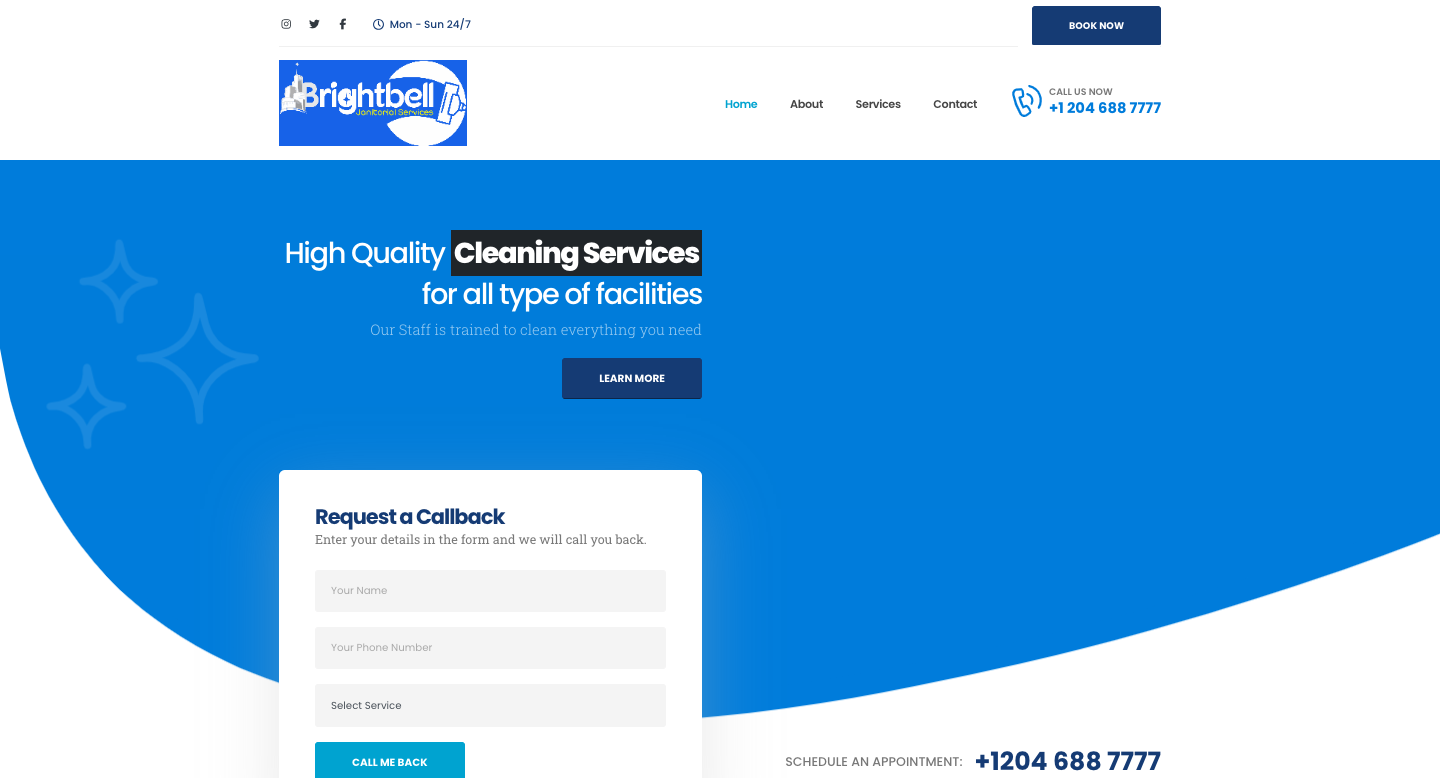 Mon - Sun 24/7
BOOK NOW
Brightbell
Janitorial Services
Home
About
Services
Contact
CALL US NOW
+1 204 688 7777
High Quality Cleaning Services
for all type of facilities
Our Staff is trained to clean everything you need
LEARN MORE
Request a Callback
Enter your details in the form and we will call you back.
Your Name
Your Phone Number
Select Service
CALL ME BACK
SCHEDULE AN APPOINTMENT: +1204 688 7777